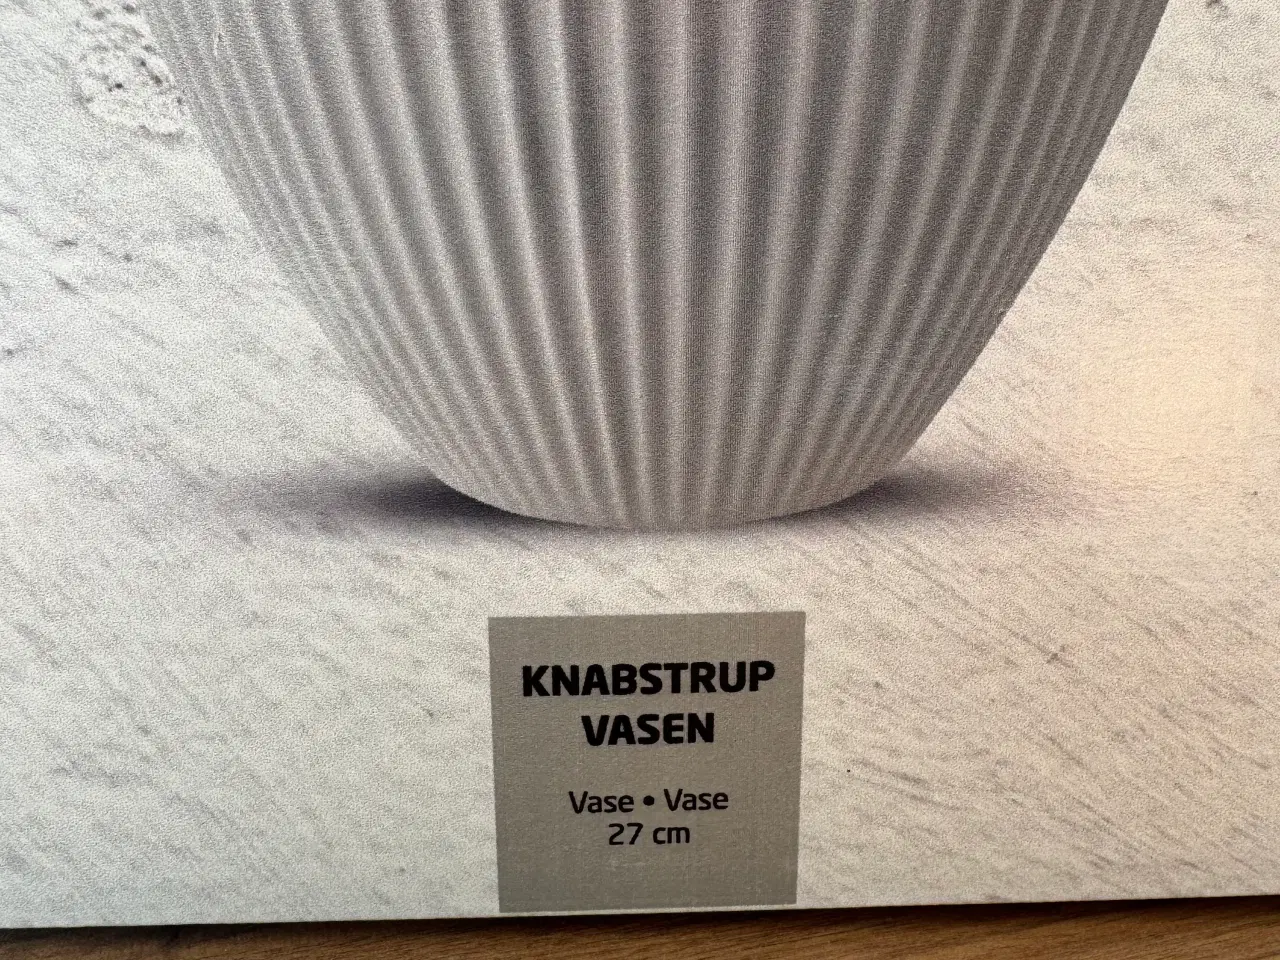 KNABSTRUP
VASEN
Vase • Vase
27 cm